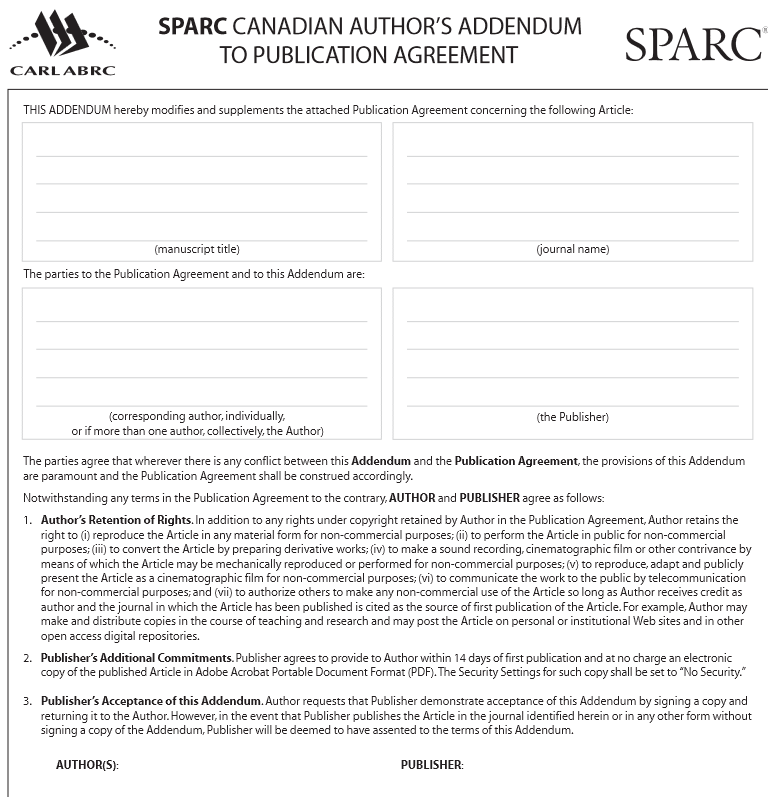 SPARC CANADIAN AUTHOR'S ADDENDUM
TO PUBLICATION AGREEMENT
CARL ABRC
SPARC®
THIS ADDENDUM hereby modifies and supplements the attached Publication Agreement concerning the following Article:
(manuscript title)
(journal name)
The parties to the Publication Agreement and to this Addendum are:
(corresponding author, individually,
or if more than one author, collectively, the Author)
(the Publisher)
The parties agree that wherever there is any conflict between this Addendum and the Publication Agreement, the provisions of this Addendum
are paramount and the Publication Agreement shall be construed accordingly.
Notwithstanding any terms in the Publication Agreement to the contrary, AUTHOR and PUBLISHER agree as follows:
1. Author's Retention of Rights. In addition to any rights under copyright retained by Author in the Publication Agreement, Author retains the
right to (i) reproduce the Article in any material form for non-commercial purposes; (ii) to perform the Article in public for non-commercial
purposes; (iii) to convert the Article by preparing derivative works; (iv) to make a sound recording, cinematographic film or other contrivance by
means of which the Article may be mechanically reproduced or performed for non-commercial purposes; (v) to reproduce, adapt and publicly
present the Article as a cinematographic film for non-commercial purposes; (vi) to communicate the work to the public by telecommunication
for non-commercial purposes; and (vii) to authorize others to make any non-commercial use of the Article so long as Author receives credit as
author and the journal in which the Article has been published is cited as the source of first publication of the Article. For example, Author may
make and distribute copies in the course of teaching and research and may post the Article on personal or institutional Web sites and in other
open access digital repositories.
2. Publisher's Additional Commitments. Publisher agrees to provide to Author within 14 days of first publication and at no charge an electronic
copy of the published Article in Adobe Acrobat Portable Document Format (PDF). The Security Settings for such copy shall be set to "No Security."
3. Publisher's Acceptance of this Addendum. Author requests that Publisher demonstrate acceptance of this Addendum by signing a copy and
returning it to the Author. However, in the event that Publisher publishes the Article in the journal identified herein or in any other form without
signing a copy of the Addendum, Publisher will be deemed to have assented to the terms of this Addendum.
AUTHOR(S):
PUBLISHER: